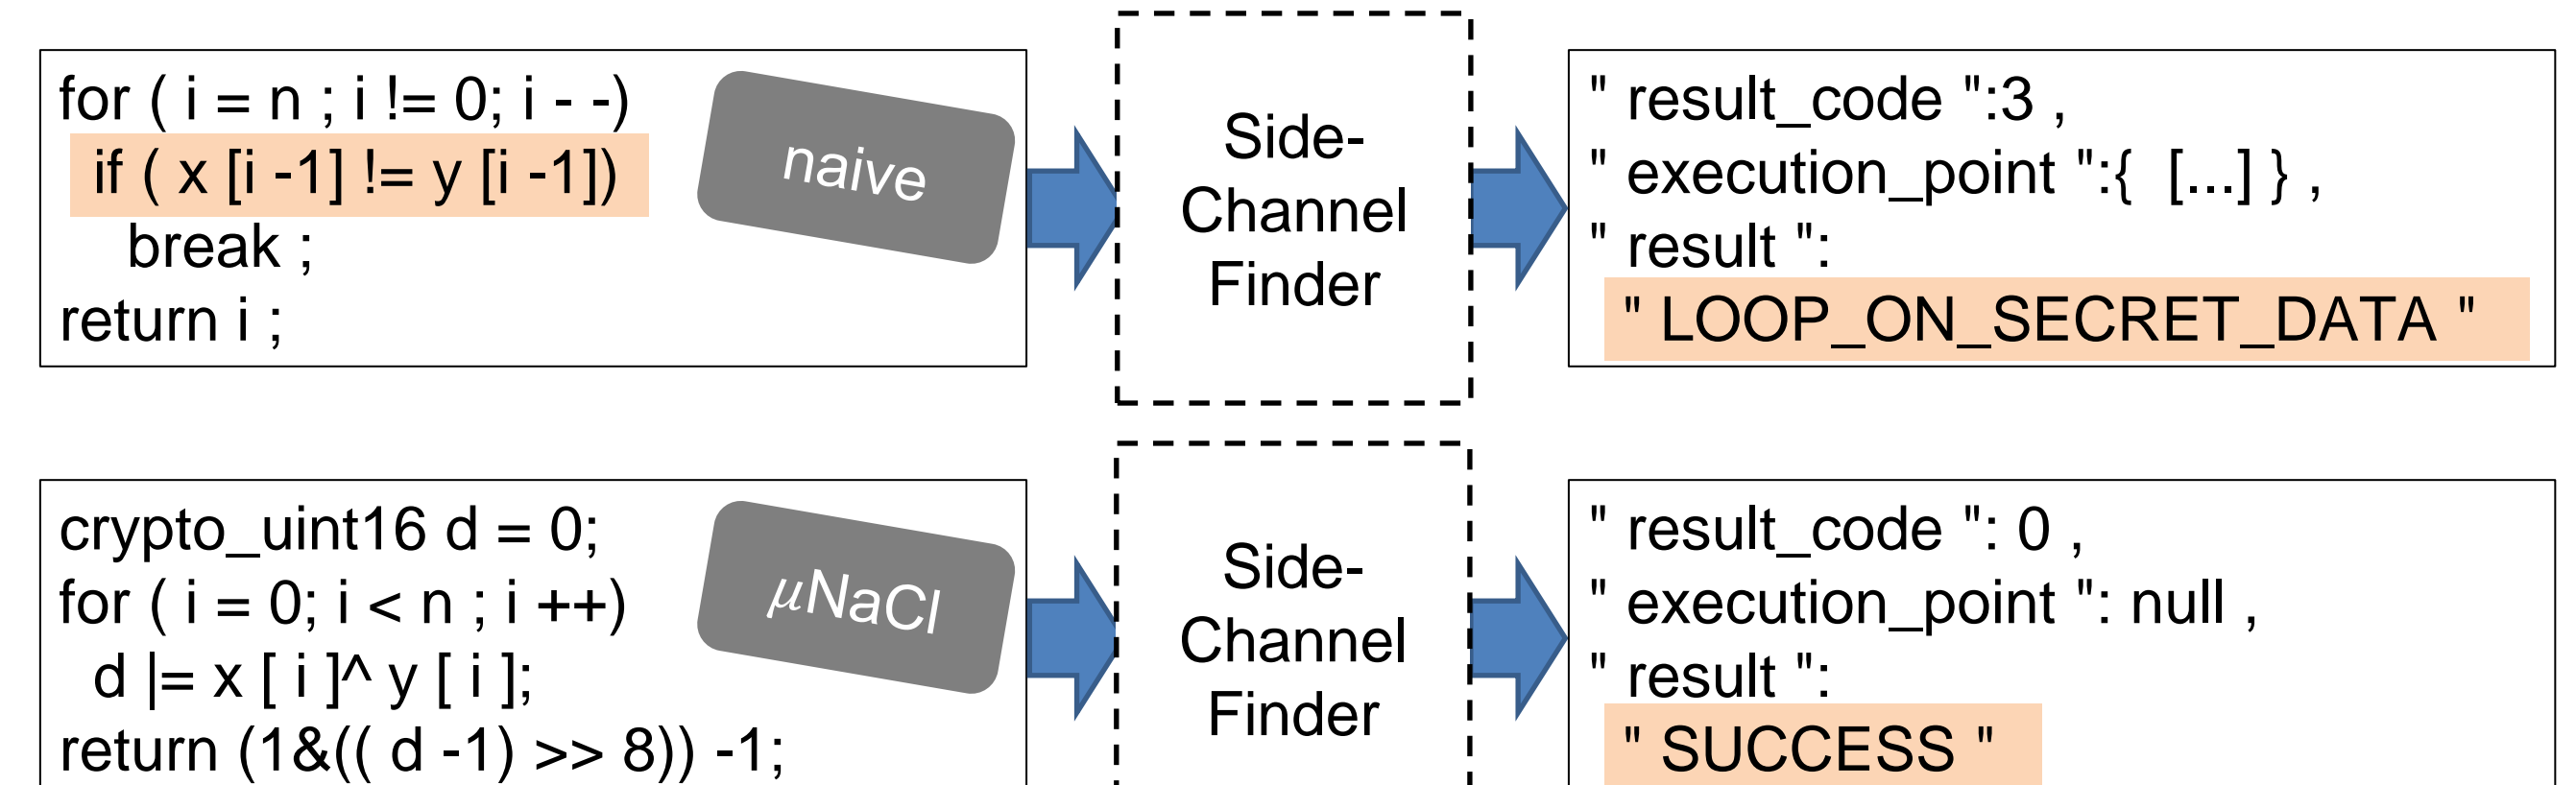 for ( i = n ; i != 0; i - -)
if ( x [i -1] != y [i -1])
break ;
return i ;
naive
Side-
Channel
Finder
" result_code ":3 ,
" execution_point ":{ [...] } ,
" result ":
" LOOP_ON_SECRET_DATA "
crypto_uint16 d = 0;
for ( i = 0; i < n ; i ++)
d |= x [ i ]^ y [ i ];
return (1&(( d -1) >> 8)) -1;
μNaCl
Side-
Channel
Finder
" result_code ": 0 ,
" execution_point ": null ,
" result ":
" SUCCESS "